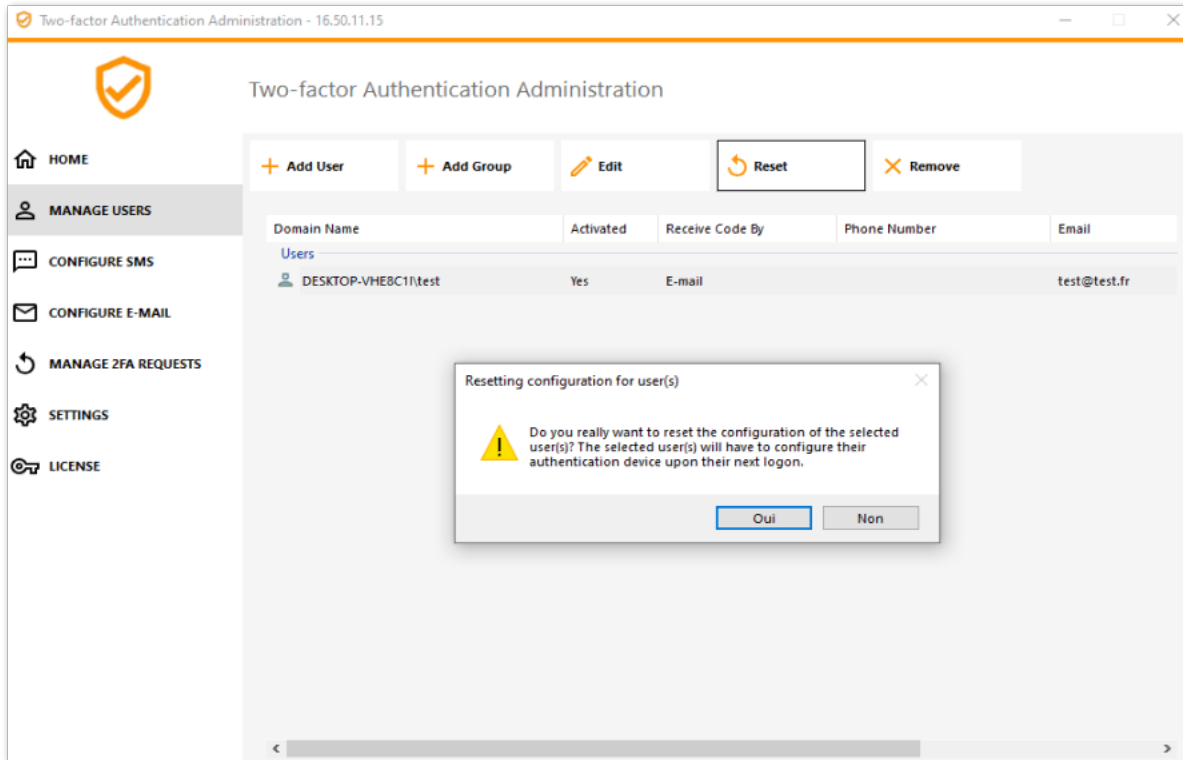 Two-factor Authentication Administration - 16.50.11.15
Two-factor Authentication Administration
HOME
MANAGE USERS
CONFIGURE SMS
CONFIGURE E-MAIL
MANAGE 2FA REQUESTS
SETTINGS
LICENSE
Add User Add Group Edit Reset Remove
Domain Name Activated Receive Code By Phone Number Email
Users
DESKTOP-VHE8C1I\test Yes E-mail test@test.fr
Resetting configuration for user(s)
Do you really want to reset the configuration of the selected
user(s)? The selected user(s) will have to configure their
authentication device upon their next logon.
Oui Non